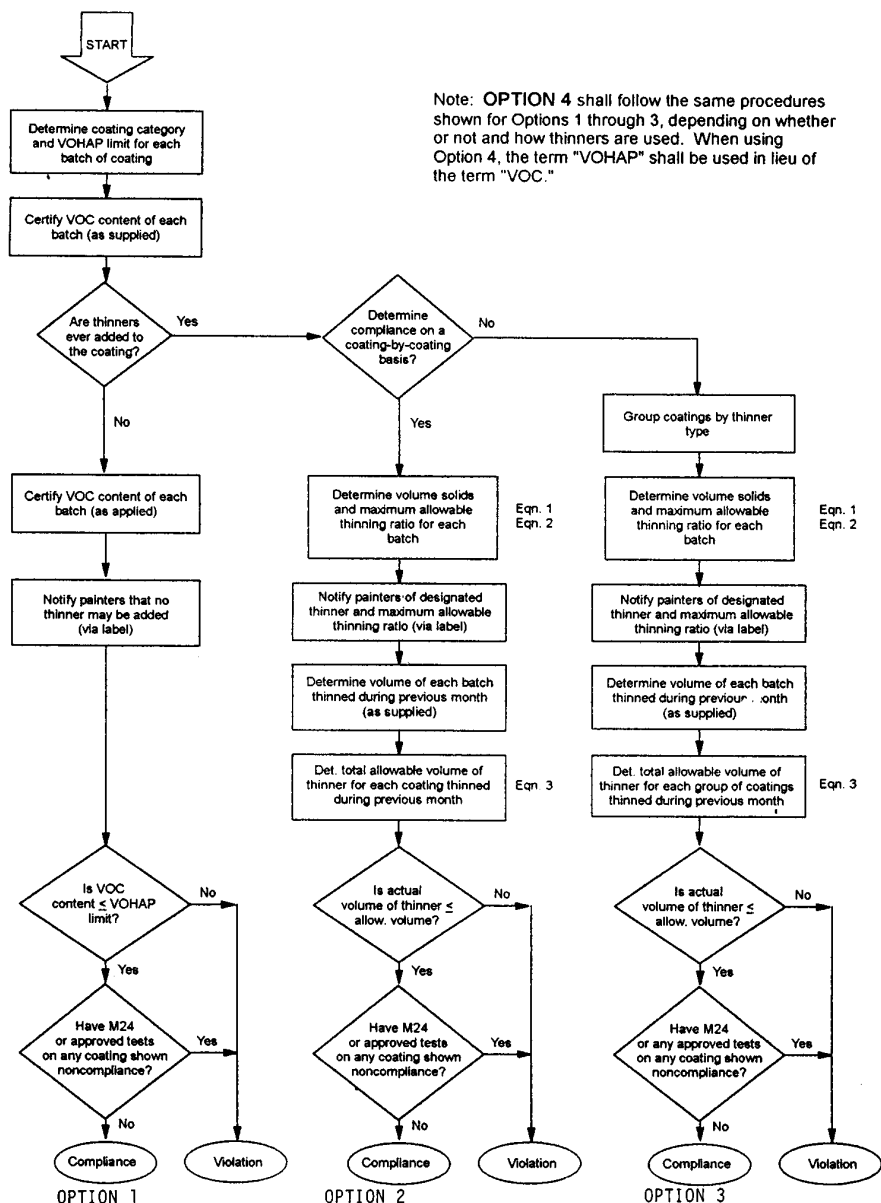 START
Note: OPTION 4 shall follow the same procedures
shown for Options 1 through 3, depending on whether
or not and how thinners are used. When using
Option 4, the term "VOHAP" shall be used in lieu of
the term "VOC."
Determine coating category
and VOHAP limit for each
batch of coating
Certify VOC content of each
batch (as supplied)
Are thinners
ever added to
the coating?
Yes
No
Determine
compliance on a
coating-by-coating
basis?
No
Yes
Certify VOC content of each
batch (as applied)
Notify painters that no
thinner may be added
(via label)
Is VOC
content ≤ VOHAP
limit?
No
Yes
Have M24
or approved tests
on any coating shown
noncompliance?
Yes
No
Compliance
Violation
OPTION 1
Determine volume solids
and maximum allowable
thinning ratio for each
batch
Eqn. 1
Eqn. 2
Notify painters of designated
thinner and maximum allowable
thinning ratio (via label)
Determine volume of each batch
thinned during previous month
(as supplied)
Det. total allowable volume of
thinner for each coating thinned
during previous month
Eqn. 3
Is actual
volume of thinner ≤
allow. volume?
No
Yes
Have M24
or approved tests
on any coating shown
noncompliance?
Yes
No
Compliance
Violation
OPTION 2
Group coatings by thinner
type
Determine volume solids
and maximum allowable
thinning ratio for each
batch
Eqn. 1
Eqn. 2
Notify painters of designated
thinner and maximum allowable
thinning ratio (via label)
Determine volume of each batch
thinned during previous month
(as supplied)
Det. total allowable volume of
thinner for each group of coatings
thinned during previous month
Eqn. 3
Is actual
volume of thinner ≤
allow. volume?
No
Yes
Have M24
or any approved tests
on any coating shown
noncompliance?
Yes
No
Compliance
Violation
OPTION 3